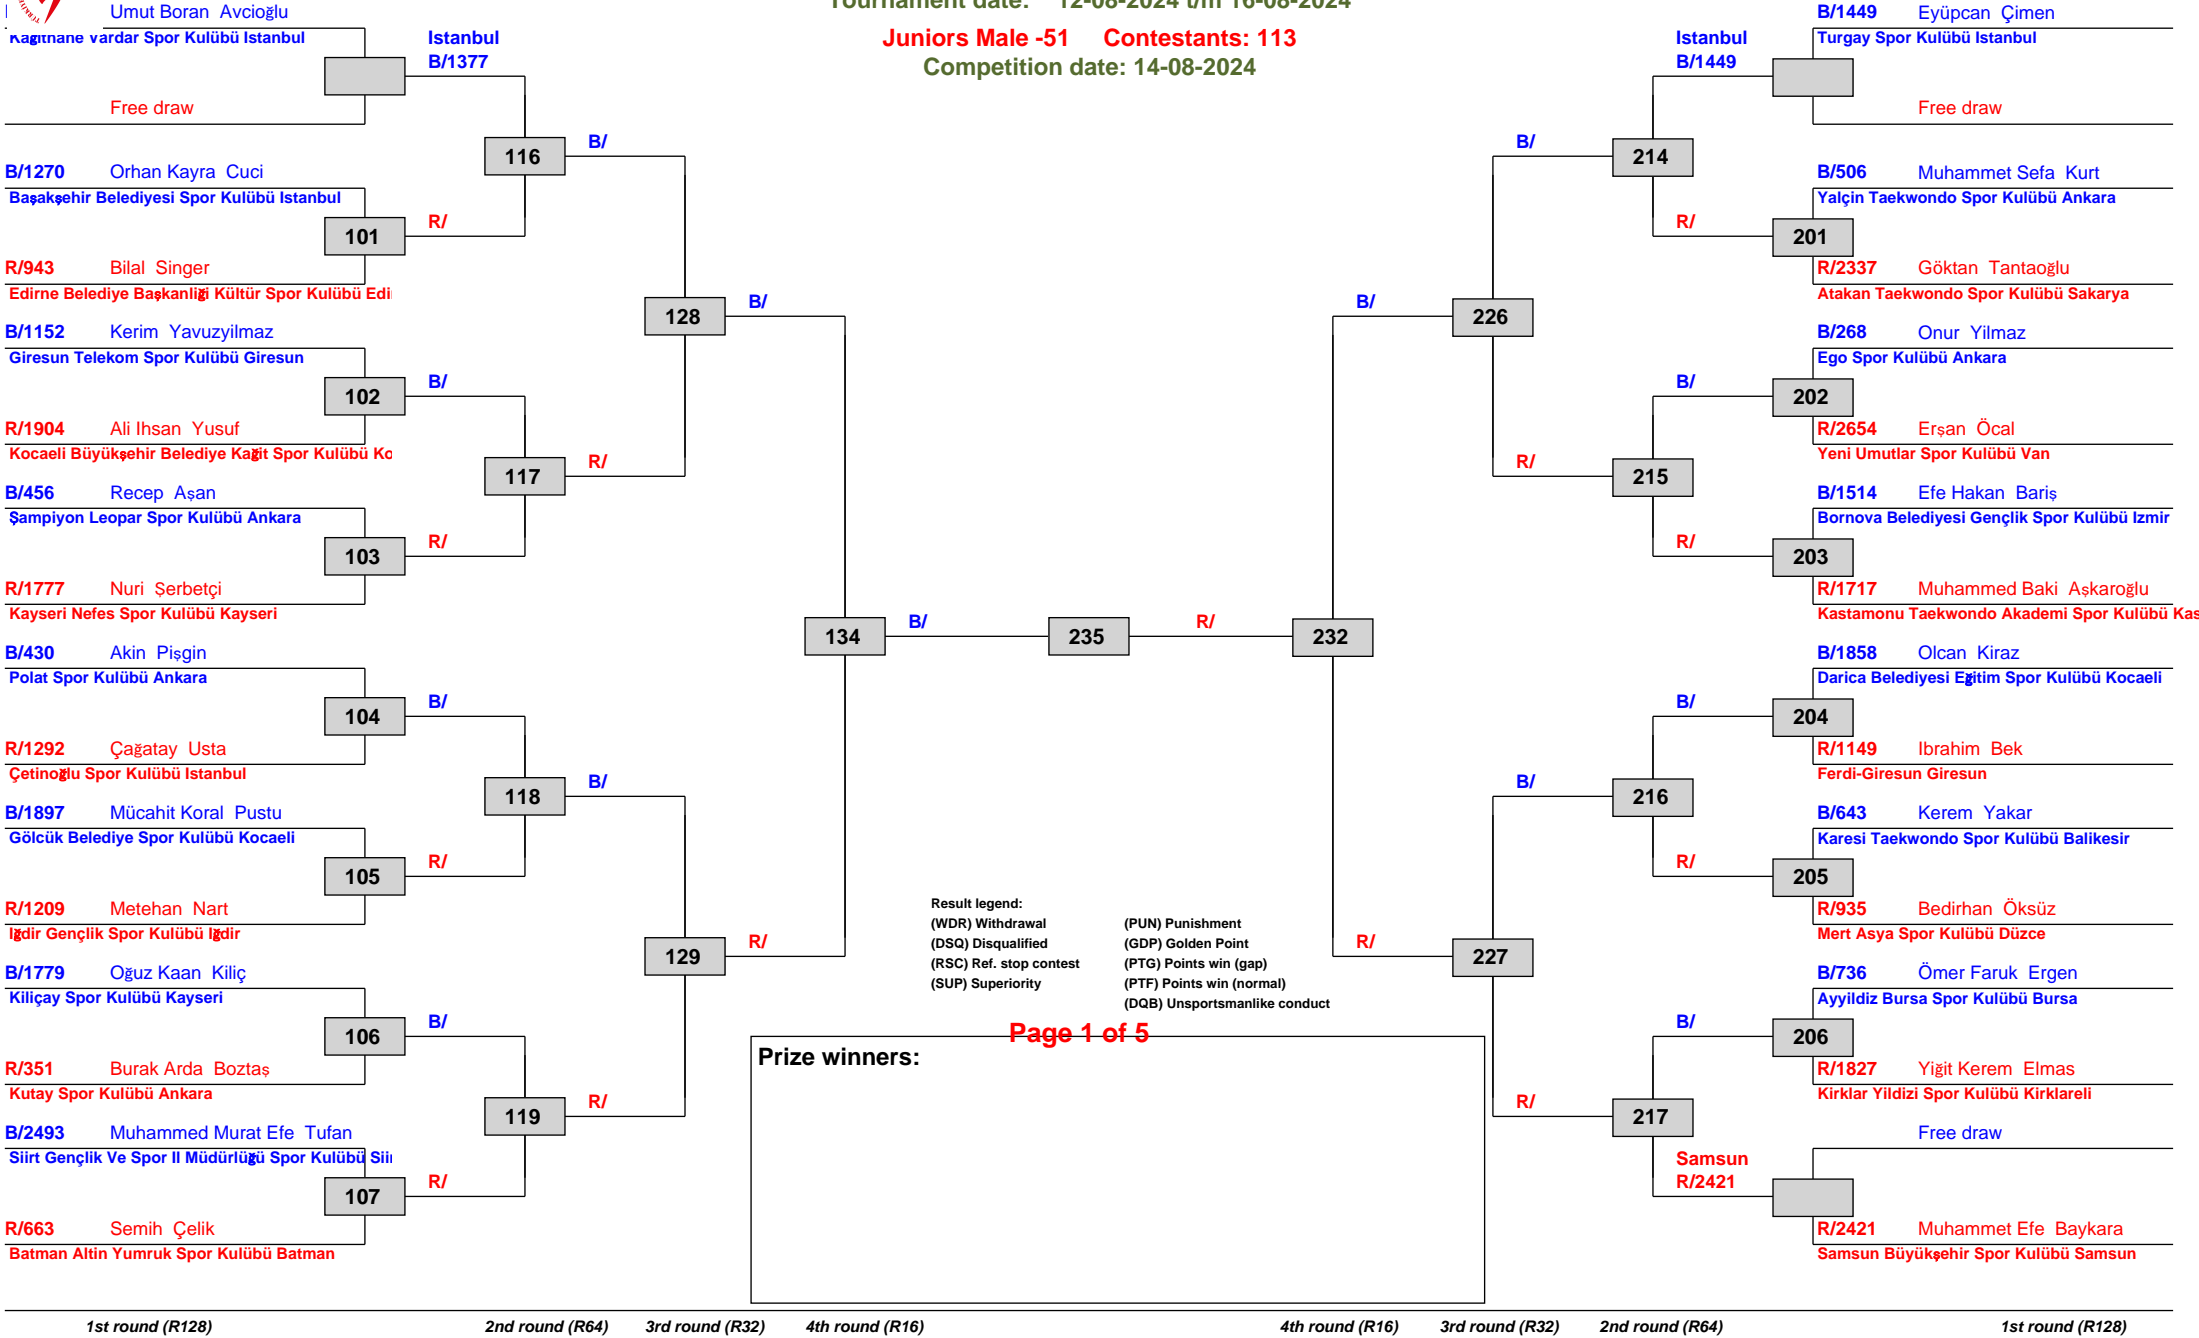 Tournament date: 12-08-2024 t/m 16-08-2024
Juniors Male -51 Contestants: 113
Competition date: 14-08-2024
Umut Boran Avcioğlu
Kağithane Vardar Spor Kulübü Istanbul
Free draw
Istanbul
B/1377
B/1270 Orhan Kayra Cuci
Başakşehir Belediyesi Spor Kulübü Istanbul
101
R/943 Bilal Singer
Edirne Belediye Başkanliği Kültür Spor Kulübü Edi
R/
116
B/
B/1152 Kerim Yavuzyilmaz
Giresun Telekom Spor Kulübü Giresun
102
R/1904 Ali Ihsan Yusuf
Kocaeli Büyükşehir Belediye Kağit Spor Kulübü Ko
B/
B/456 Recep Aşan
Şampiyon Leopar Spor Kulübü Ankara
103
R/1777 Nuri Şerbetçi
Kayseri Nefes Spor Kulübü Kayseri
R/
117
R/
128
B/
B/430 Akin Pişgin
Polat Spor Kulübü Ankara
104
R/1292 Çağatay Usta
Çetinoğlu Spor Kulübü Istanbul
B/
B/1897 Mücahit Koral Pustu
Gölcük Belediye Spor Kulübü Kocaeli
105
R/1209 Metehan Nart
Iğdir Gençlik Spor Kulübü Iğdir
R/
118
B/
B/1779 Oğuz Kaan Kiliç
Kiliçay Spor Kulübü Kayseri
106
R/351 Burak Arda Boztaş
Kutay Spor Kulübü Ankara
B/
B/2493 Muhammed Murat Efe Tufan
Siirt Gençlik Ve Spor Il Müdürlüğü Spor Kulübü Sii
107
R/663 Semih Çelik
Batman Altin Yumruk Spor Kulübü Batman
R/
119
R/
129
R/
134
B/
235
R/
232
B/
226
B/
214
Istanbul
B/1449
B/1449 Eyüpcan Çimen
Turgay Spor Kulübü Istanbul
Free draw
R/
B/506 Muhammet Sefa Kurt
Yalçin Taekwondo Spor Kulübü Ankara
201
R/2337 Göktan Tantaoğlu
Atakan Taekwondo Spor Kulübü Sakarya
R/
215
B/
B/268 Onur Yilmaz
Ego Spor Kulübü Ankara
202
R/2654 Erşan Öcal
Yeni Umutlar Spor Kulübü Van
R/
B/1514 Efe Hakan Bariş
Bornova Belediyesi Gençlik Spor Kulübü Izmir
203
R/1717 Muhammed Baki Aşkaroğlu
Kastamonu Taekwondo Akademi Spor Kulübü Kas
R/
227
B/
216
B/
B/1858 Olcan Kiraz
Darica Belediyesi Eğitim Spor Kulübü Kocaeli
204
R/1149 Ibrahim Bek
Ferdi-Giresun Giresun
R/
B/643 Kerem Yakar
Karesi Taekwondo Spor Kulübü Balikesir
205
R/935 Bedirhan Öksüz
Mert Asya Spor Kulübü Düzce
R/
217
B/
B/736 Ömer Faruk Ergen
Ayyildiz Bursa Spor Kulübü Bursa
206
R/1827 Yiğit Kerem Elmas
Kirklar Yildizi Spor Kulübü Kirklareli
Samsun
R/2421
Free draw
R/2421 Muhammet Efe Baykara
Samsun Büyükşehir Spor Kulübü Samsun
Result legend:
(WDR) Withdrawal (PUN) Punishment
(DSQ) Disqualified (GDP) Golden Point
(RSC) Ref. stop contest (PTG) Points win (gap)
(SUP) Superiority (PTF) Points win (normal)
(DQB) Unsportsmanlike conduct
Page 1 of 5
Prize winners:
1st round (R128) 2nd round (R64) 3rd round (R32) 4th round (R16) 4th round (R16) 3rd round (R32) 2nd round (R64) 1st round (R128)